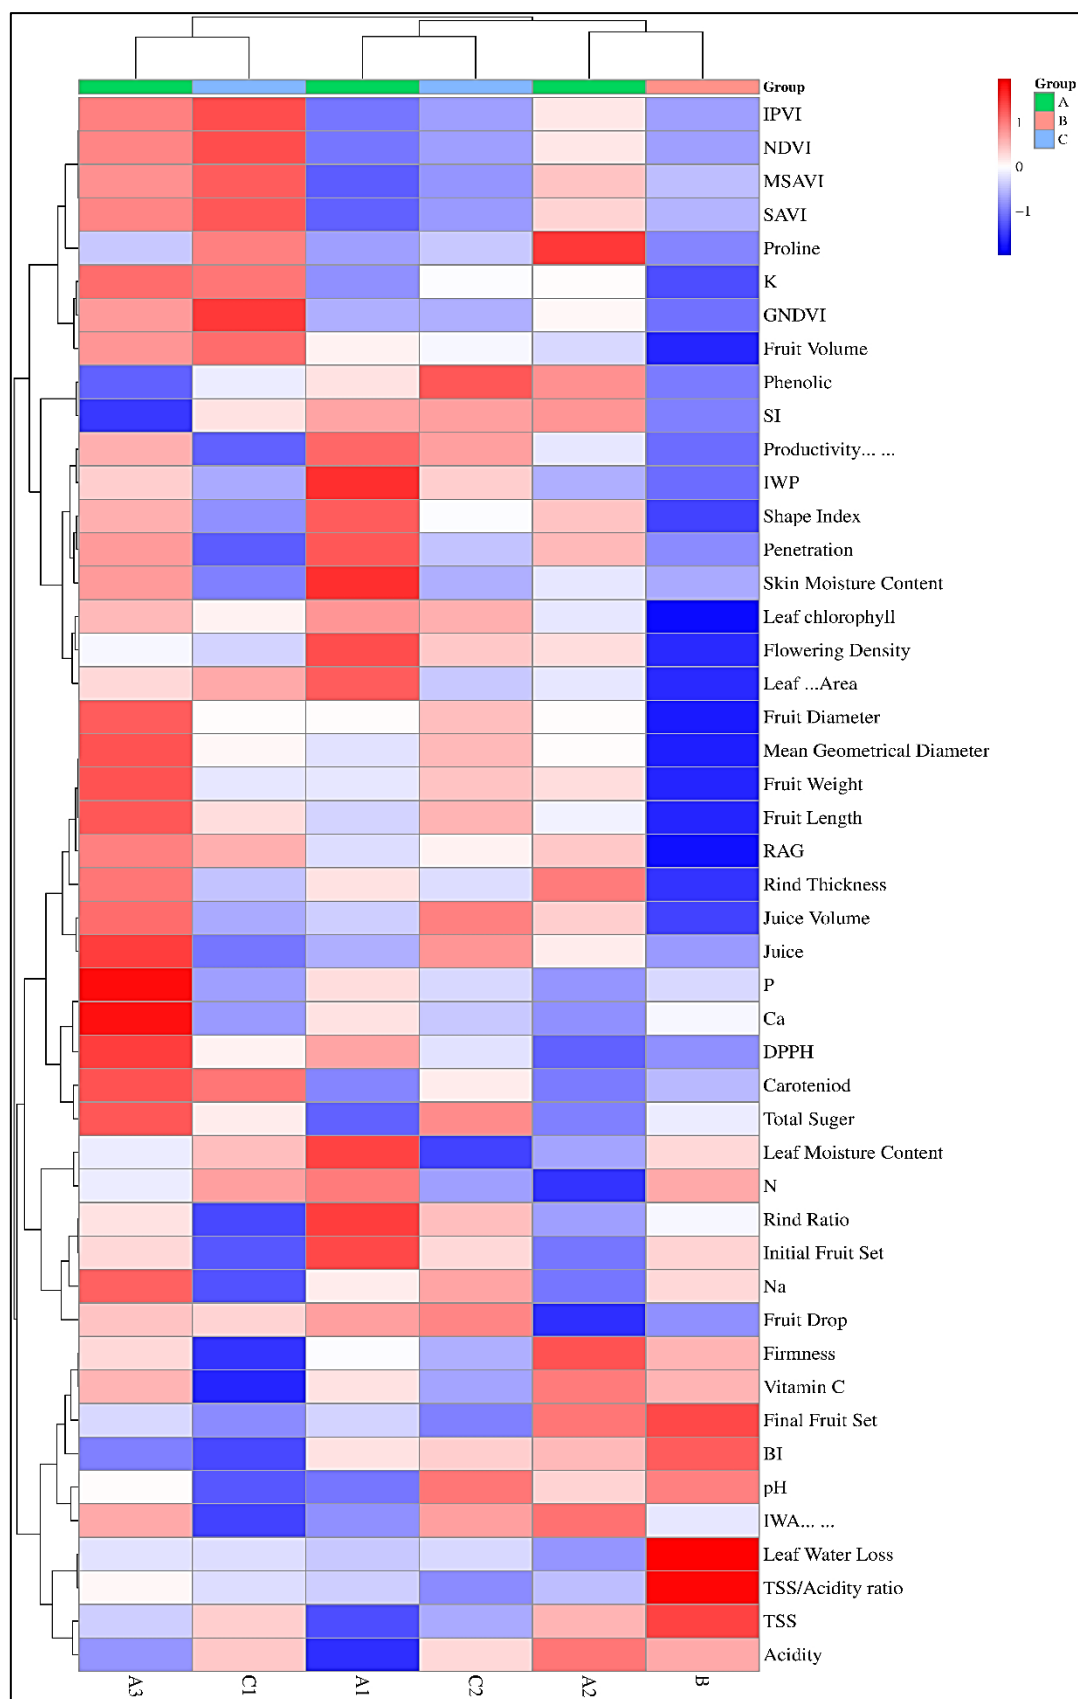 Group
IPVI
NDVI
MSAVI
SAVI
Proline
K
GNDVI
Fruit Volume
Phenolic
SI
Productivity... ...
IWP
Shape Index
Penetration
Skin Moisture Content
Leaf chlorophyll
Flowering Density
Leaf ...Area
Fruit Diameter
Mean Geometrical Diameter
Fruit Weight
Fruit Length
RAG
Rind Thickness
Juice Volume
Juice
P
Ca
DPPH
Caroteniod
Total Suger
Leaf Moisture Content
N
Rind Ratio
Initial Fruit Set
Na
Fruit Drop
Firmness
Vitamin C
Final Fruit Set
BI
pH
IWA... ...
Leaf Water Loss
TSS/Acidity ratio
TSS
Acidity
A3
C1
A1
C2
A2
B
1
0
−1
Group
A
B
C